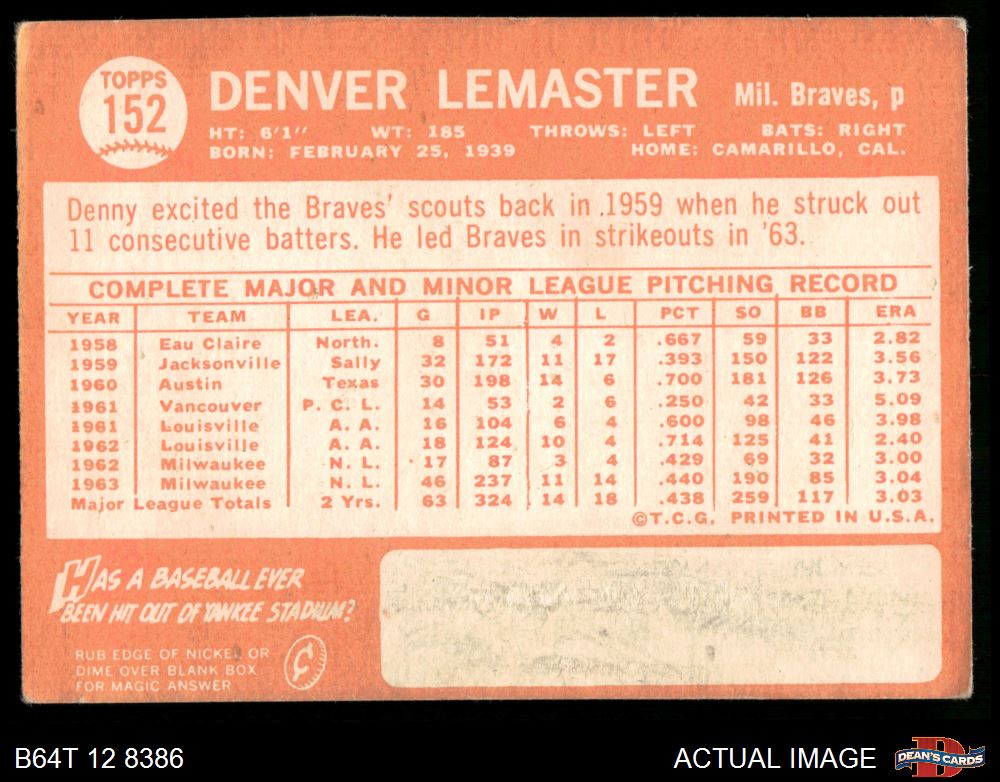 TOPPS
152
DENVER LEMASTER Mil. Braves, p
HT: 6'1" WT: 185 THROWS: LEFT BATS: RIGHT
BORN: FEBRUARY 25, 1939 HOME: CAMARILLO, CAL.
Denny excited the Braves' scouts back in .1959 when he struck out
11 consecutive batters. He led Braves in strikeouts in '63.
COMPLETE MAJOR AND MINOR LEAGUE PITCHING RECORD
YEAR TEAM LEA. G IP W L PCT SO BB ERA
1958 Eau Claire North. 8 51 4 2 .667 59 33 2.82
1959 Jacksonville Sally 32 172 11 17 .393 150 122 3.56
1960 Austin Texas 30 198 14 6 .700 181 126 3.73
1961 Vancouver P. C. L. 14 53 2 6 .250 42 33 5.09
1961 Louisville A. A. 16 104 6 4 .600 98 46 3.98
1962 Louisville A. A. 18 124 10 4 .714 125 41 2.40
1962 Milwaukee N. L. 17 87 3 4 .429 69 32 3.00
1963 Milwaukee N. L. 46 237 11 14 .440 190 85 3.04
Major League Totals 2 Yrs. 63 324 14 18 .438 259 117 3.03
©T.C.G. PRINTED IN U.S.A.
HAS A BASEBALL EVER
BEEN HIT OUT OF YANKEE STADIUM?
RUB EDGE OF NICKEL OR
DIME OVER BLANK BOX
FOR MAGIC ANSWER
¢
B64T 12 8386 ACTUAL IMAGE
D
DEAN'S CARDS